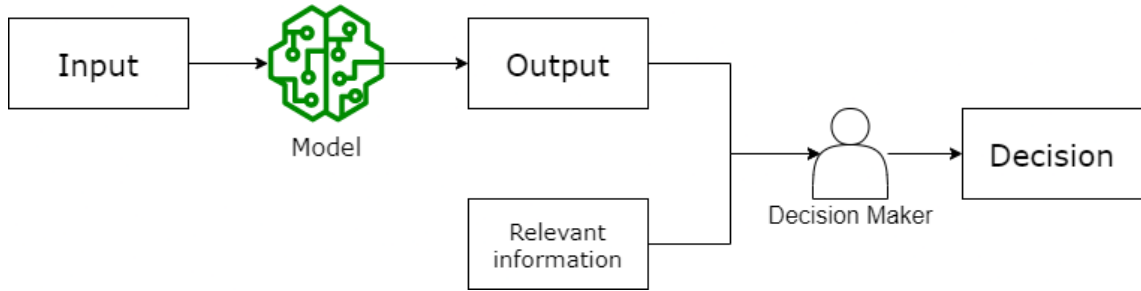 Input
Model
Output
Relevant
information
Decision Maker
Decision